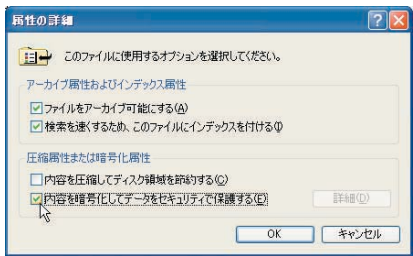 属性の詳細
このファイルに使用するオプションを選択してください。
アーカイブ属性およびインデックス属性
ファイルをアーカイブ可能にする(A)
検索を速くするため、このファイルにインデックスを付ける(I)
圧縮属性または暗号化属性
内容を圧縮してディスク領域を節約する(C)
内容を暗号化してデータをセキュリティで保護する(E)
詳細(D)
OK
キャンセル